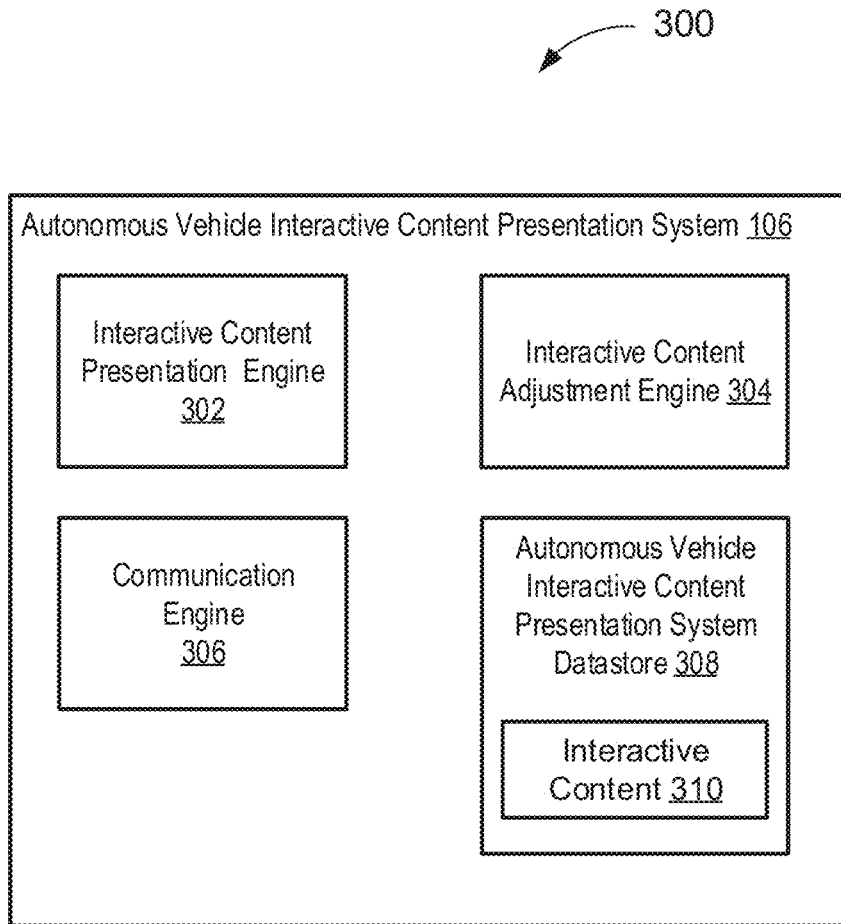 300
Autonomous Vehicle Interactive Content Presentation System 106
Interactive Content
Presentation Engine
302
Interactive Content
Adjustment Engine 304
Communication
Engine
306
Autonomous Vehicle
Interactive Content
Presentation System
Datastore 308
Interactive
Content 310